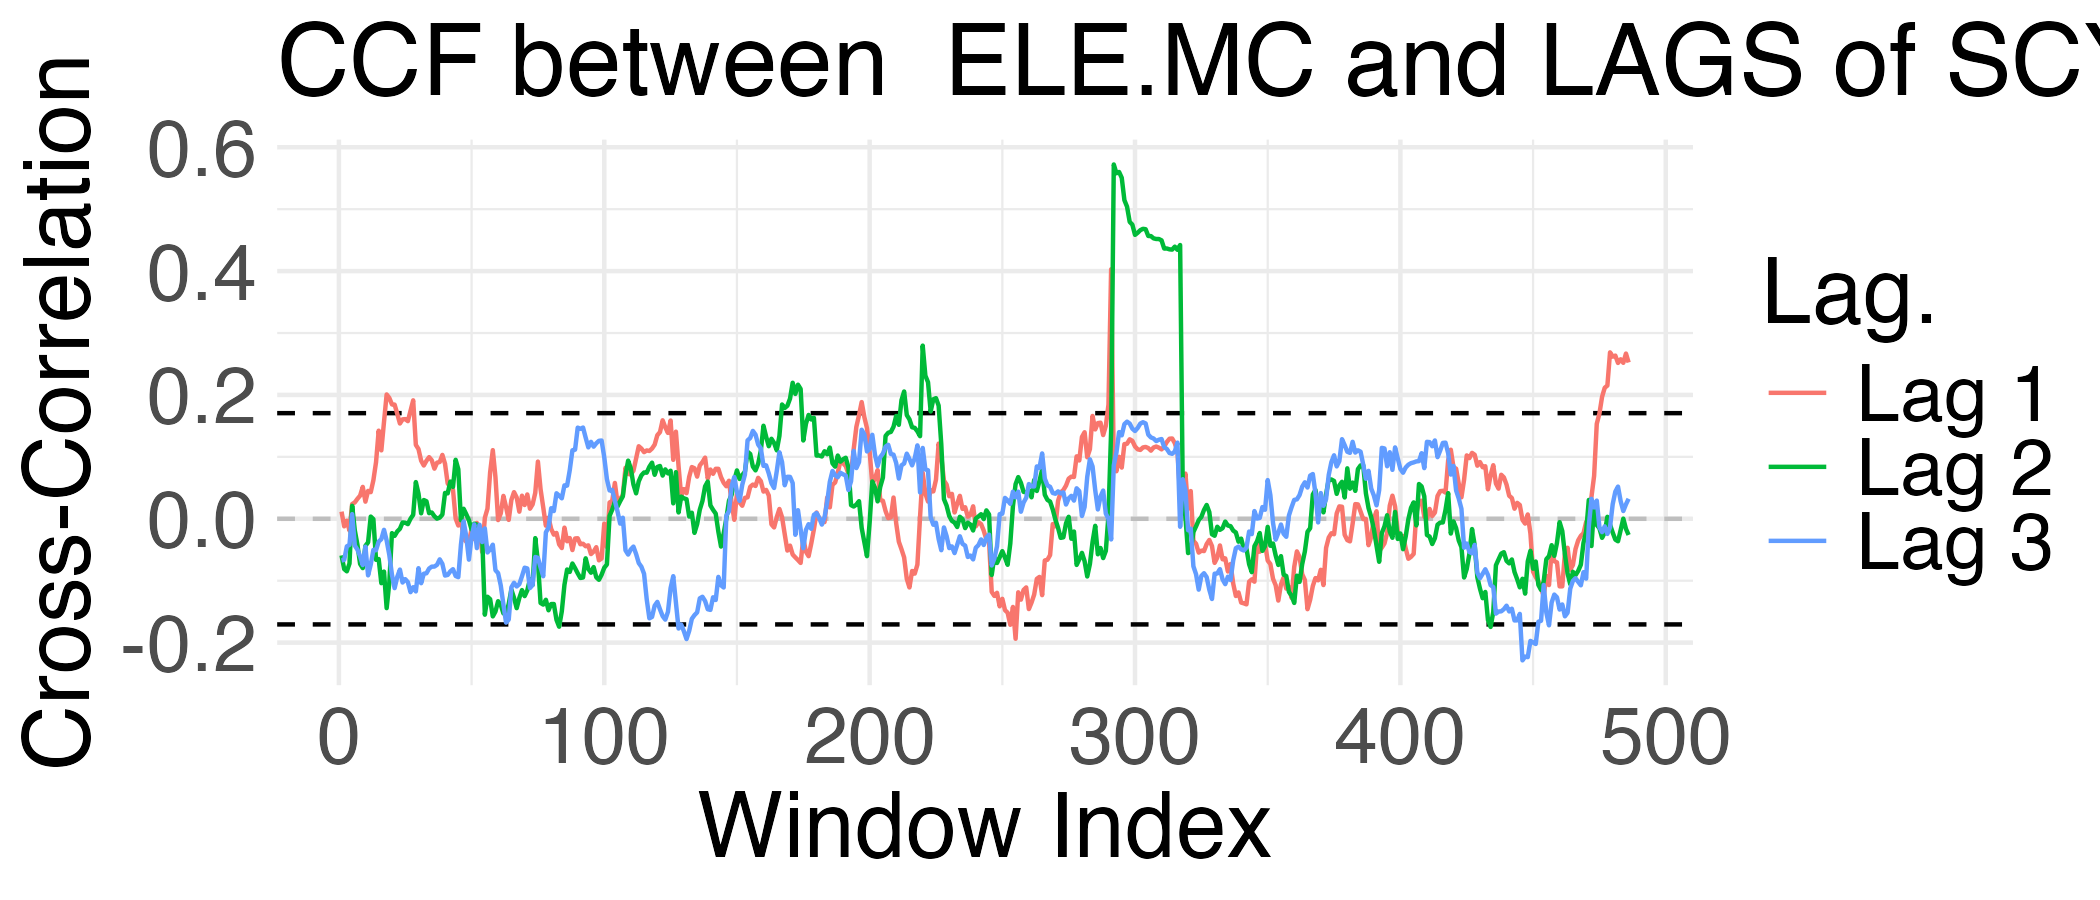 CCF between ELE.MC and LAGS of SCY
Cross-Correlation
0.6
0.4
0.2
0.0
-0.2
0 100 200 300 400 500
Window Index
Lag.
Lag 1
Lag 2
Lag 3